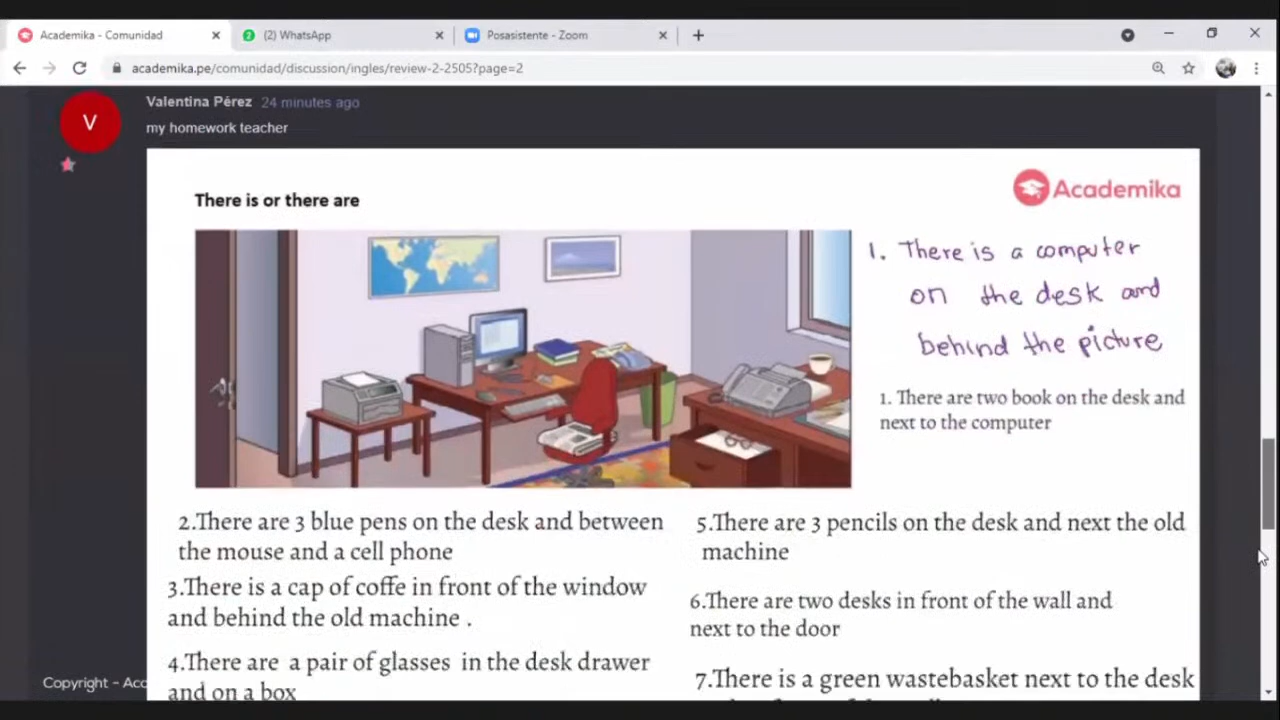 Academika - Comunidad
(2) WhatsApp
Posasistente - Zoom
academika.pe/comunidad/discussion/ingles/review-2-2505?page=2
V
Valentina Pérez 24 minutes ago
my homework teacher
Academika
There is or there are
1. There is a computer
on the desk and
behind the picture
1. There are two book on the desk and
next to the computer
2.There are 3 blue pens on the desk and between
the mouse and a cell phone
3.There is a cap of coffe in front of the window
and behind the old machine .
4.There are a pair of glasses in the desk drawer
and on a box
5.There are 3 pencils on the desk and next the old
machine
6.There are two desks in front of the wall and
next to the door
7.There is a green wastebasket next to the desk
Copyright - Acc